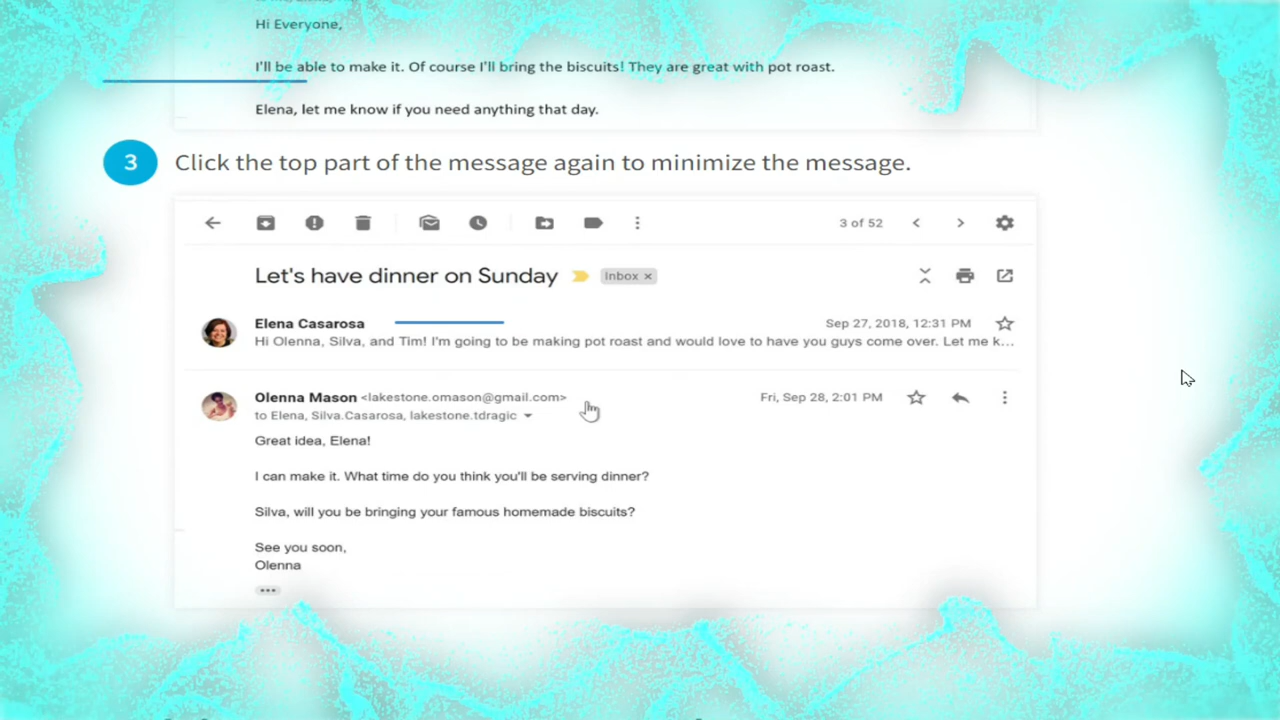 Hi Everyone,
I'll be able to make it. Of course I'll bring the biscuits! They are great with pot roast.
Elena, let me know if you need anything that day.
3 Click the top part of the message again to minimize the message.
3 of 52
Let's have dinner on Sunday Inbox ×
Elena Casarosa Sep 27, 2018, 12:31 PM
Hi Olenna, Silva, and Tim! I'm going to be making pot roast and would love to have you guys come over. Let me k...
Olenna Mason <lakestone.omason@gmail.com> Fri, Sep 28, 2:01 PM
to Elena, Silva.Casarosa, lakestone.tdragic
Great idea, Elena!
I can make it. What time do you think you'll be serving dinner?
Silva, will you be bringing your famous homemade biscuits?
See you soon,
Olenna